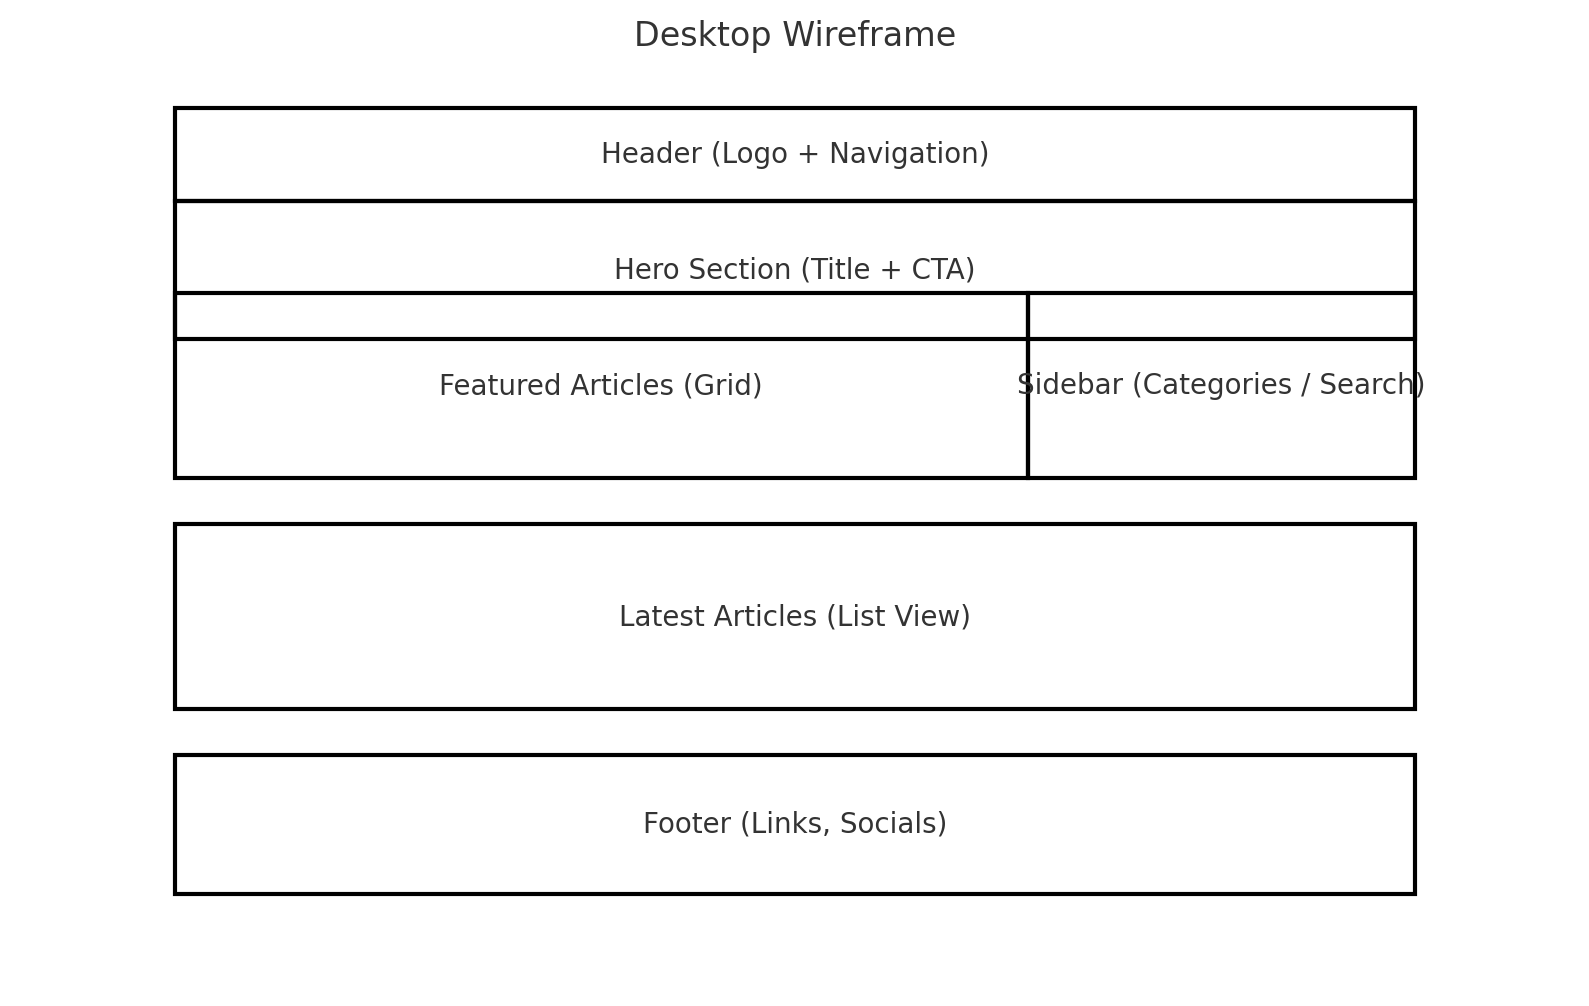 Desktop Wireframe
Header (Logo + Navigation)
Hero Section (Title + CTA)
Featured Articles (Grid)
Sidebar (Categories / Search)
Latest Articles (List View)
Footer (Links, Socials)